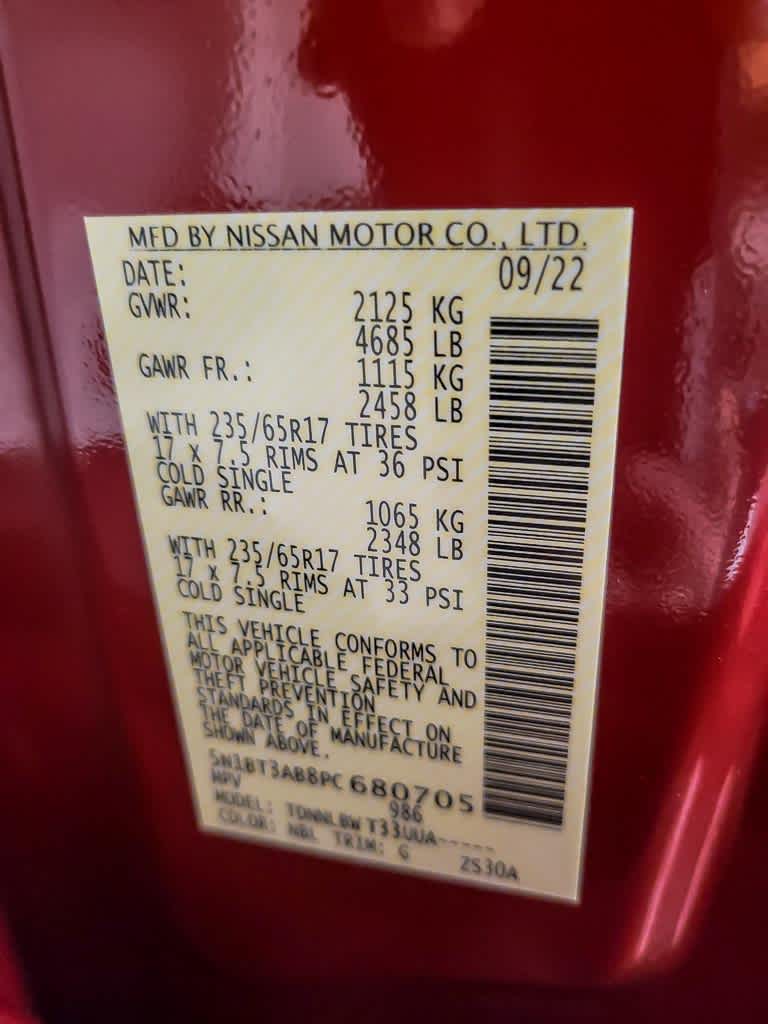 MFD BY NISSAN MOTOR CO., LTD.
DATE: 09/22
GVWR: 2125 KG
4685 LB
GAWR FR.: 1115 KG
2458 LB
WITH 235/65R17 TIRES
17 X 7.5 RIMS AT 36 PSI
COLD SINGLE
GAWR RR.: 1065 KG
2348 LB
WITH 235/65R17 TIRES
17 X 7.5 RIMS AT 33 PSI
COLD SINGLE
THIS VEHICLE CONFORMS TO
ALL APPLICABLE FEDERAL
MOTOR VEHICLE SAFETY AND
THEFT PREVENTION
STANDARDS IN EFFECT ON
THE DATE OF MANUFACTURE
SHOWN ABOVE.
5N1BT3AB8PC680705
MPV 986
MODEL: TDNNLBW T33UUA-----
COLOR: NBL TRIM: G 2S30A